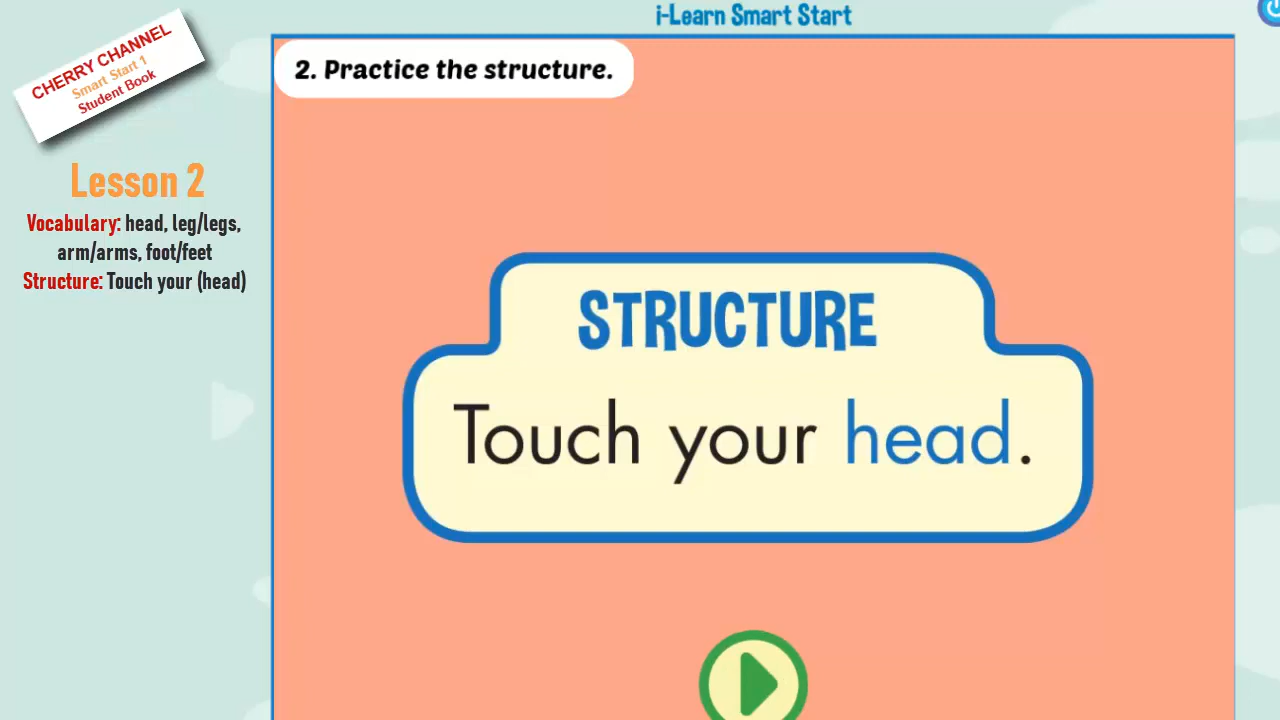 i-Learn Smart Start
CHERRY CHANNEL
Smart Start 1
Student Book
2. Practice the structure.
Lesson 2
Vocabulary: head, leg/legs,
arm/arms, foot/feet
Structure: Touch your (head)
STRUCTURE
Touch your head.